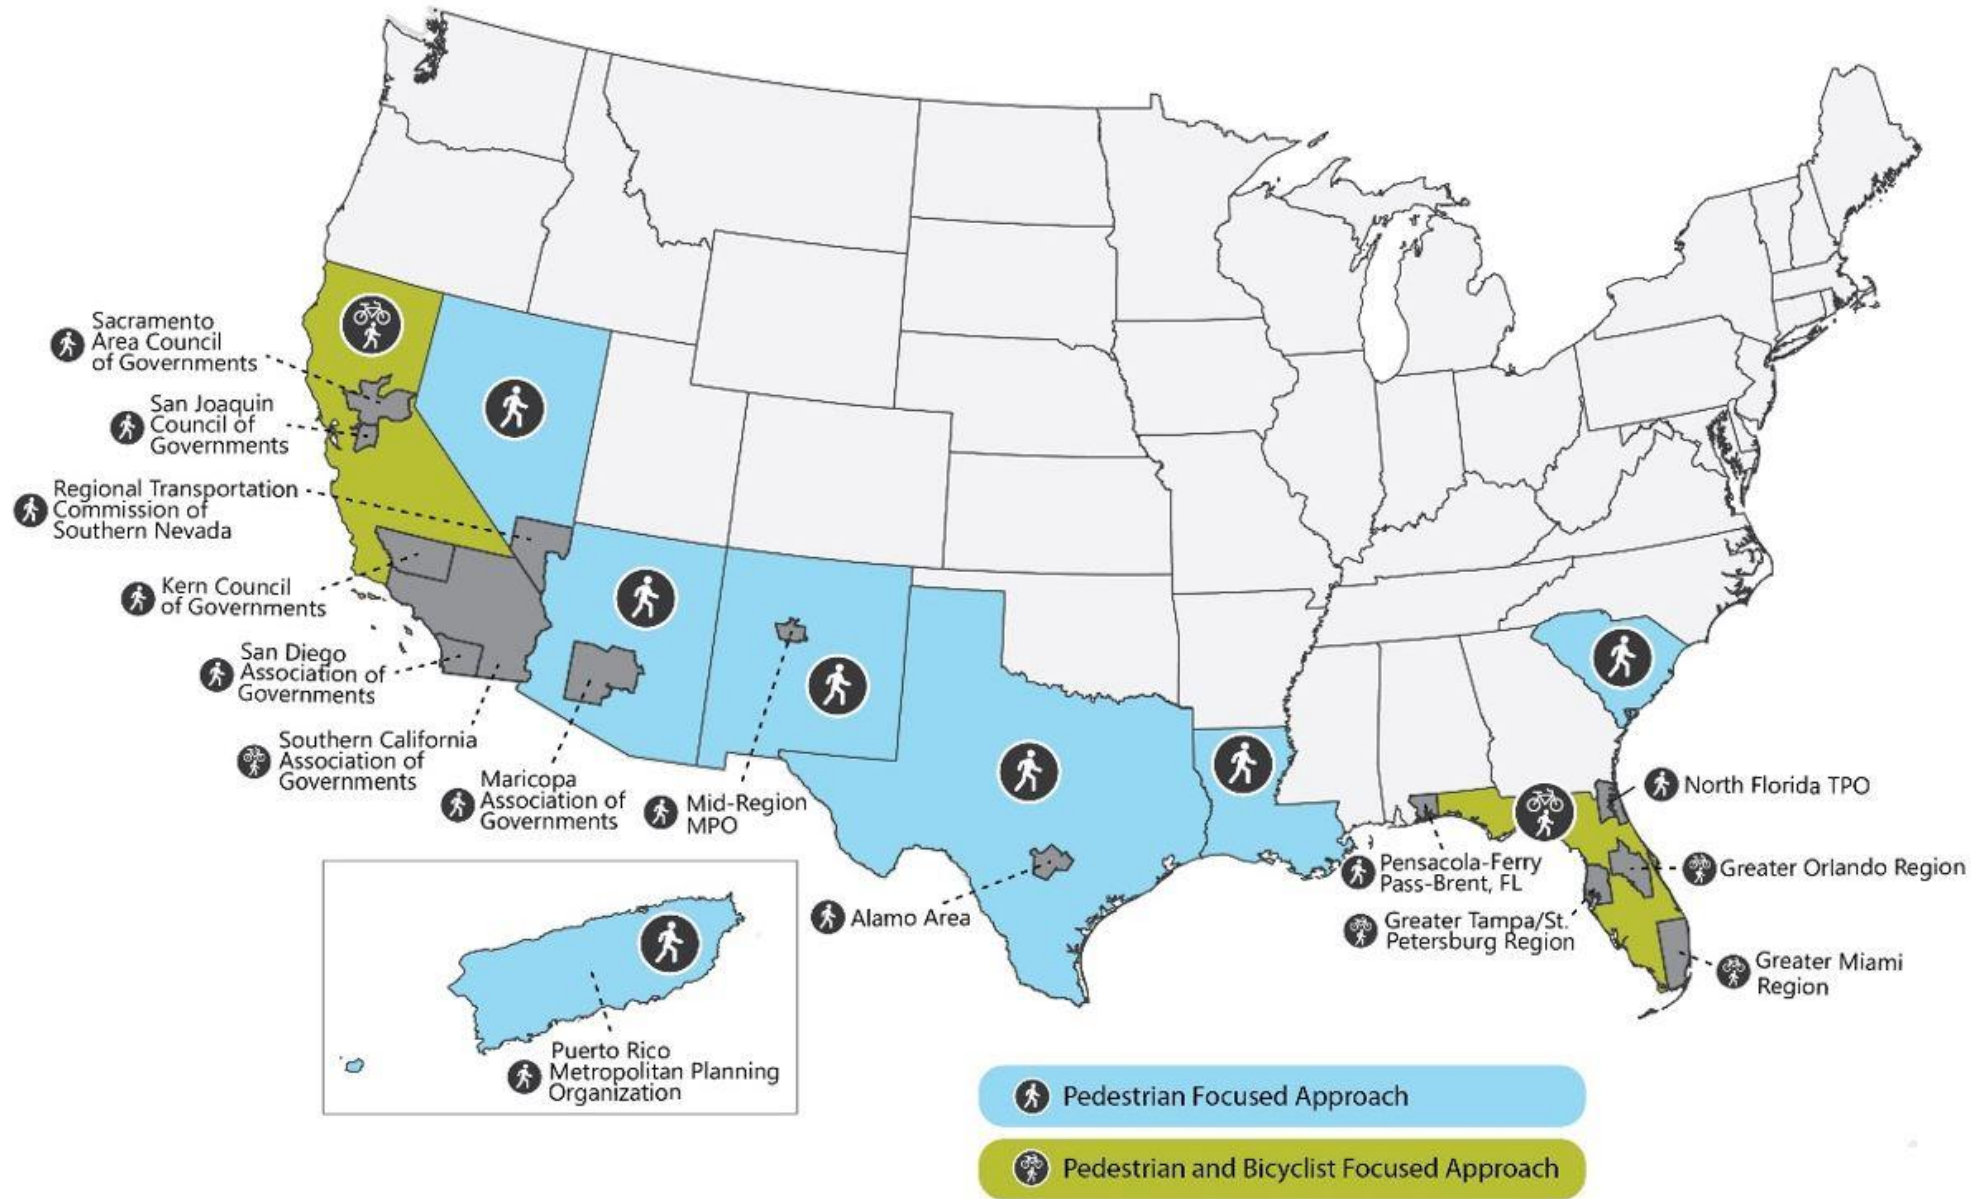 Sacramento
Area Council
of Governments
San Joaquin
Council of
Governments
Regional Transportation
Commission of
Southern Nevada
Kern Council
of Governments
San Diego
Association of
Governments
Southern California
Association of
Governments
Maricopa
Association of
Governments
Mid-Region
MPO
Alamo Area
North Florida TPO
Pensacola-Ferry
Pass-Brent, FL
Greater Orlando Region
Greater Tampa/St.
Petersburg Region
Greater Miami
Region
Puerto Rico
Metropolitan Planning
Organization
Pedestrian Focused Approach
Pedestrian and Bicyclist Focused Approach